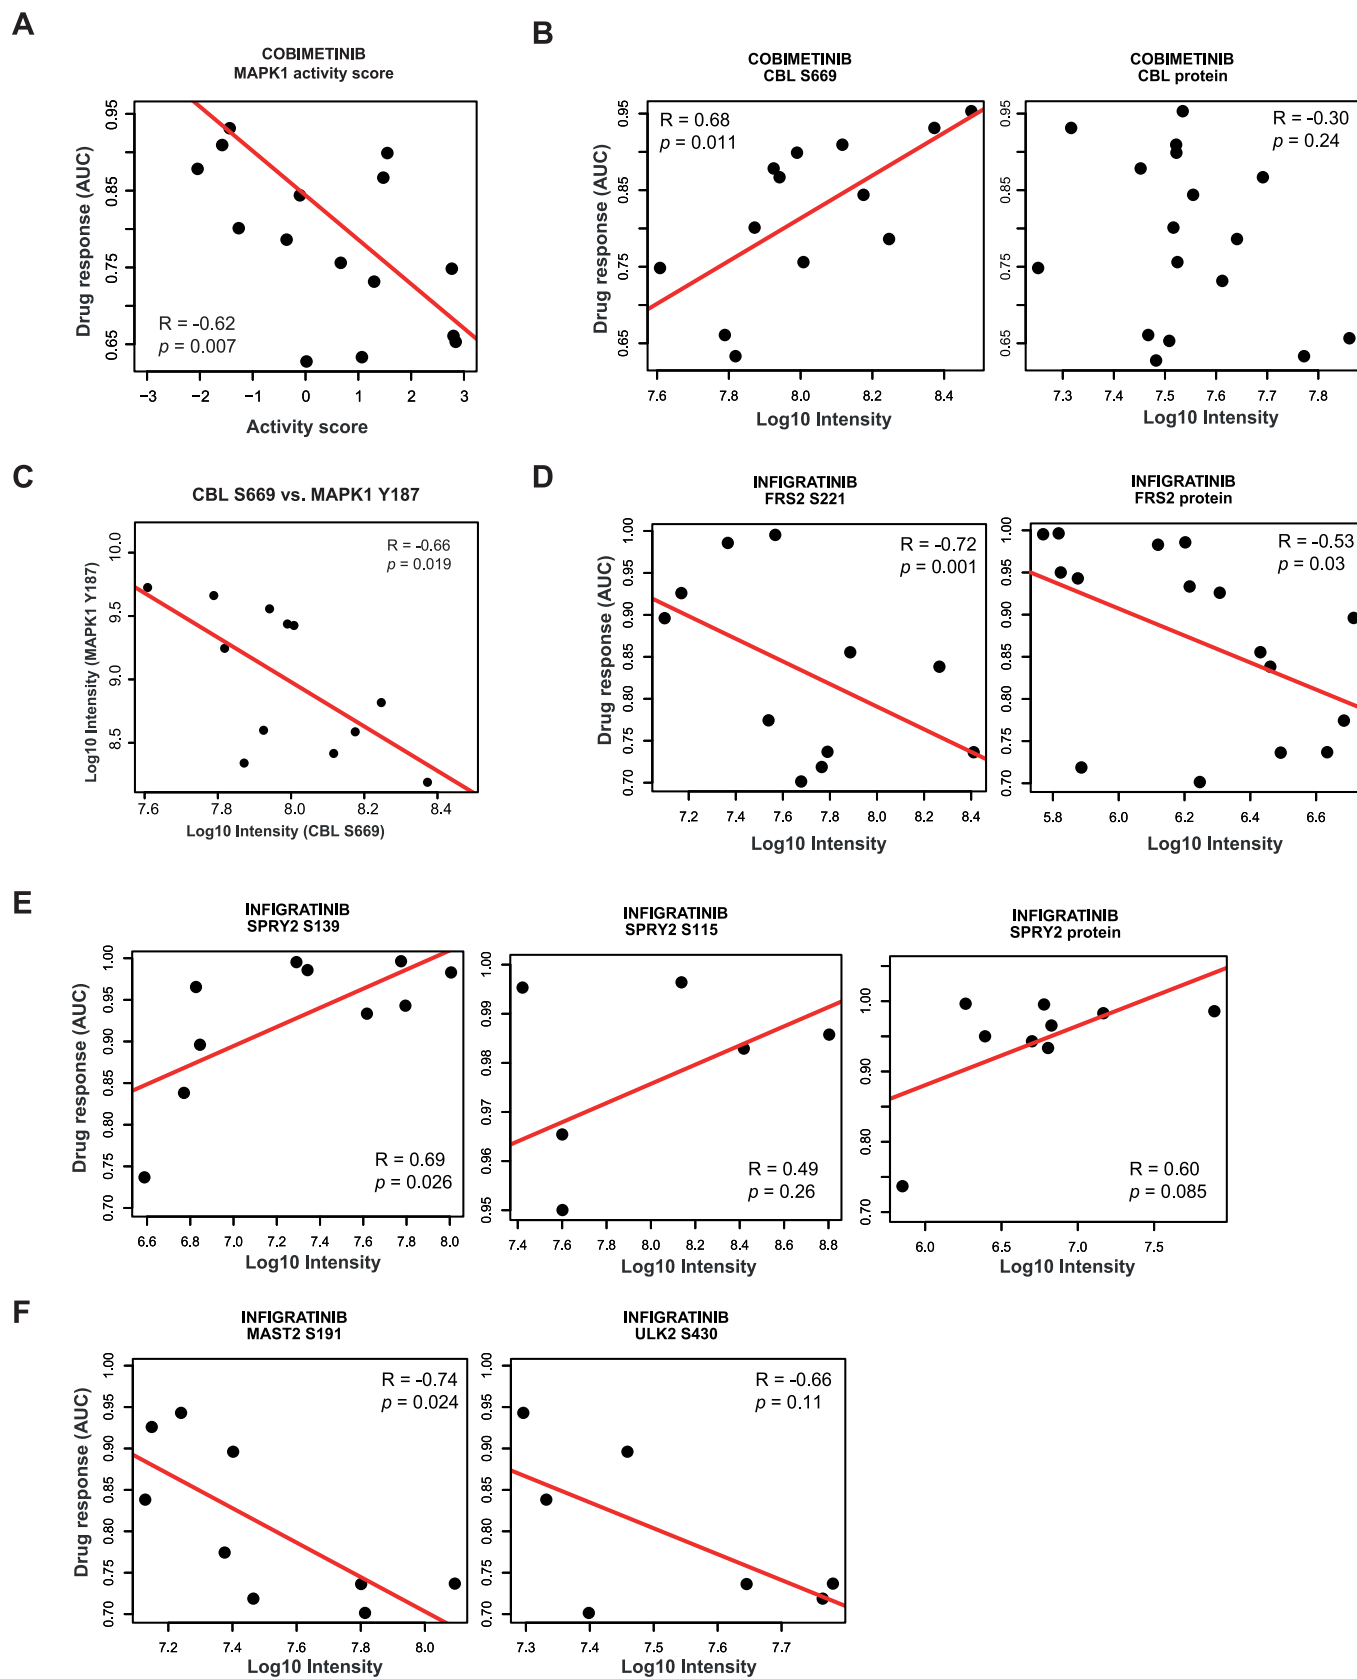 A
COBIMETINIB
MAPK1 activity score
Drug response (AUC)
0.95
0.85
0.75
0.65
R = -0.62
p = 0.007
−3 −2 −1 0 1 2 3
Activity score
B
COBIMETINIB
CBL S669
Drug response (AUC)
0.95
0.85
0.75
0.65
R = 0.68
p = 0.011
7.6 7.8 8.0 8.2 8.4
Log10 Intensity
COBIMETINIB
CBL protein
0.95
0.85
0.75
0.65
R = -0.30
p = 0.24
7.3 7.4 7.5 7.6 7.7 7.8
Log10 Intensity
C
CBL S669 vs. MAPK1 Y187
Log10 Intensity (MAPK1 Y187)
10.0
9.5
9.0
8.5
R = -0.66
p = 0.019
7.6 7.8 8.0 8.2 8.4
Log10 Intensity (CBL S669)
D
INFIGRATINIB
FRS2 S221
Drug response (AUC)
1.00
0.95
0.90
0.85
0.80
0.75
0.70
R = -0.72
p = 0.001
7.2 7.4 7.6 7.8 8.0 8.2 8.4
Log10 Intensity
INFIGRATINIB
FRS2 protein
1.00
0.95
0.90
0.85
0.80
0.75
0.70
R = -0.53
p = 0.03
5.8 6.0 6.2 6.4 6.6
Log10 Intensity
E
INFIGRATINIB
SPRY2 S139
Drug response (AUC)
1.00
0.95
0.90
0.85
0.80
0.75
0.70
R = 0.69
p = 0.026
6.6 6.8 7.0 7.2 7.4 7.6 7.8 8.0
Log10 Intensity
INFIGRATINIB
SPRY2 S115
1.00
0.99
0.98
0.97
0.96
0.95
R = 0.49
p = 0.26
7.4 7.6 7.8 8.0 8.2 8.4 8.6 8.8
Log10 Intensity
INFIGRATINIB
SPRY2 protein
1.00
0.90
0.80
0.70
R = 0.60
p = 0.085
6.0 6.5 7.0 7.5
Log10 Intensity
F
INFIGRATINIB
MAST2 S191
Drug response (AUC)
1.00
0.95
0.90
0.85
0.80
0.75
0.70
R = -0.74
p = 0.024
7.2 7.4 7.6 7.8 8.0
Log10 Intensity
INFIGRATINIB
ULK2 S430
1.00
0.95
0.90
0.85
0.80
0.75
0.70
R = -0.66
p = 0.11
7.3 7.4 7.5 7.6 7.7
Log10 Intensity